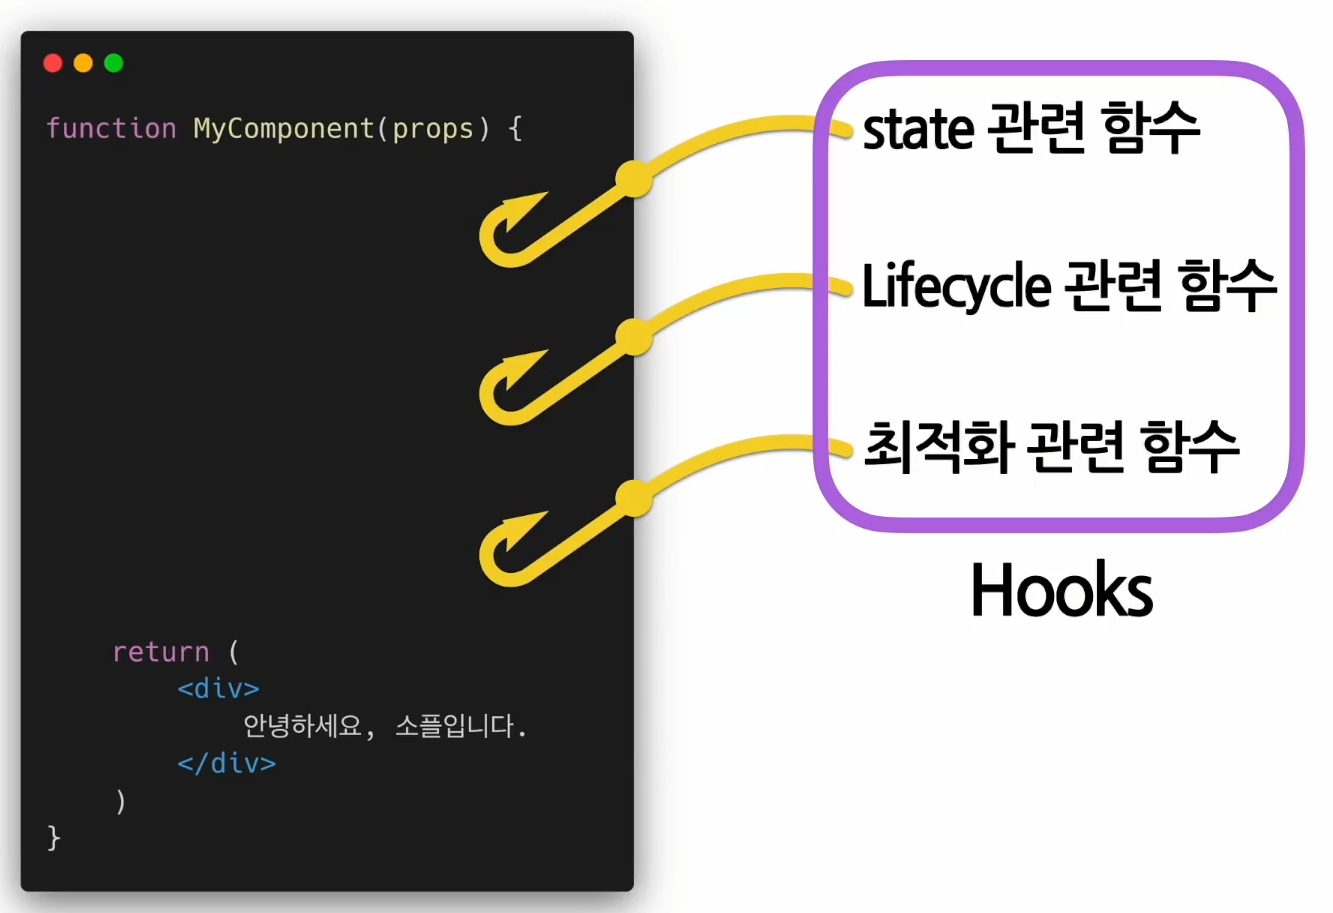 function MyComponent(props) {
state 관련 함수
Lifecycle 관련 함수
최적화 관련 함수
Hooks
return (
<div>
안녕하세요, 소플입니다.
</div>
)
}